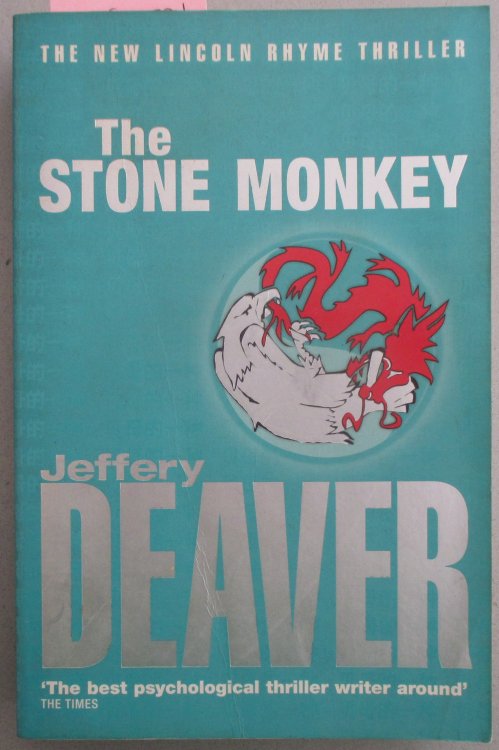 THE NEW LINCOLN RHYME THRILLER
The
STONE MONKEY
Jeffery
DEAVER
'The best psychological thriller writer around'
THE TIMES